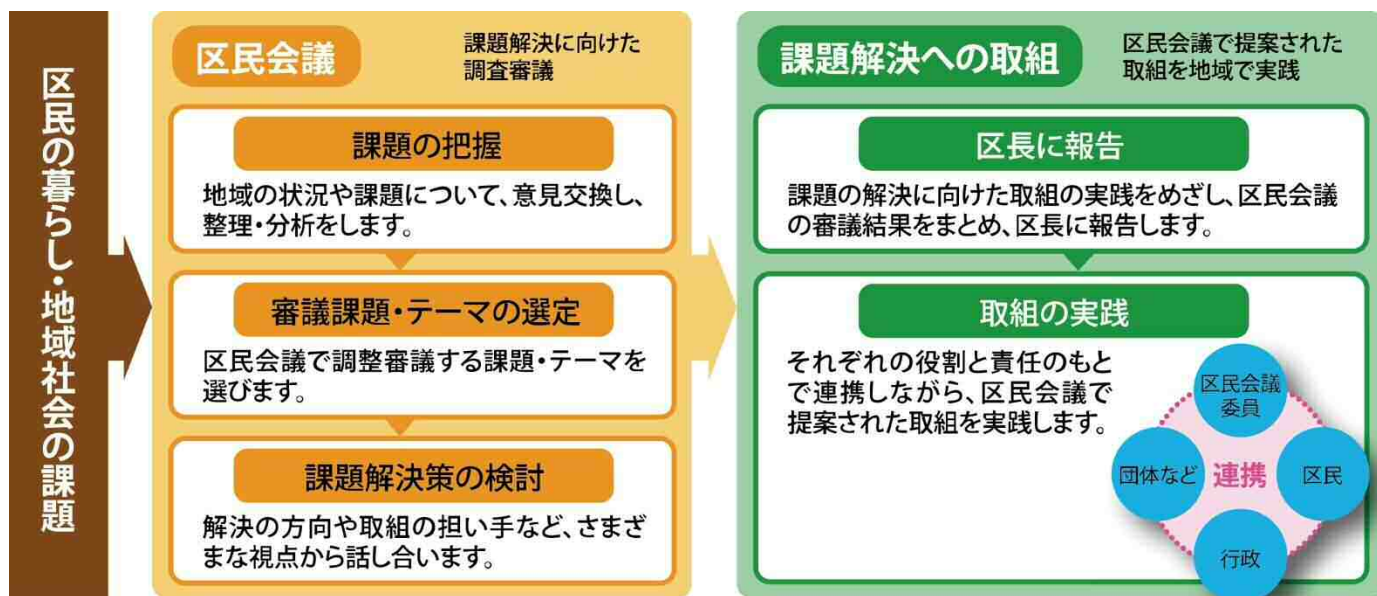 区民の暮らし・地域社会の課題
区民会議
課題解決に向けた
調査審議
課題の把握
地域の状況や課題について、意見交換し、
整理・分析をします。
審議課題・テーマの選定
区民会議で調整審議する課題・テーマを
選びます。
課題解決策の検討
解決の方向や取組の担い手など、さまざ
まな視点から話し合います。
課題解決への取組
区民会議で提案された
取組を地域で実践
区長に報告
課題の解決に向けた取組の実践をめざし、区民会議
の審議結果をまとめ、区長に報告します。
取組の実践
それぞれの役割と責任のもと
で連携しながら、区民会議で
提案された取組を実践します。
区民会議
委員
団体など
連携
区民
行政